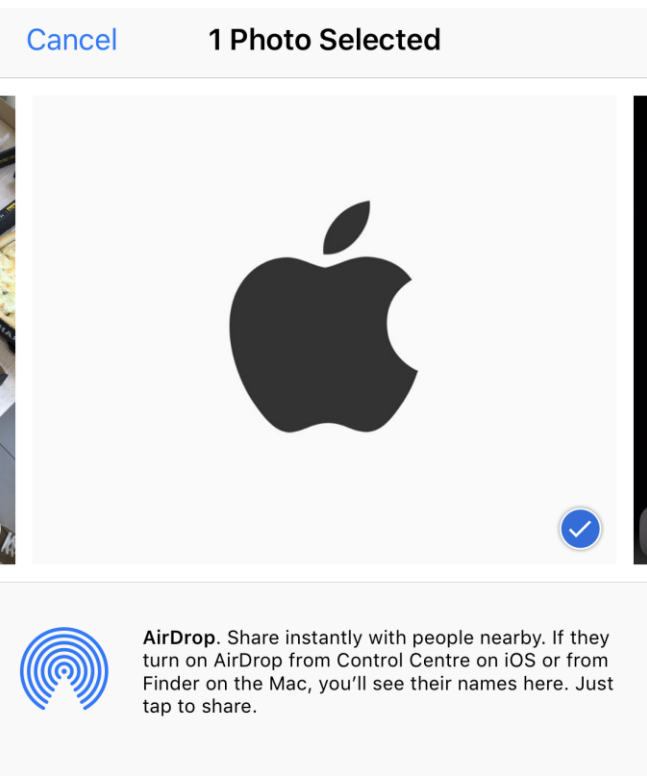 Cancel 1 Photo Selected
AirDrop. Share instantly with people nearby. If they
turn on AirDrop from Control Centre on iOS or from
Finder on the Mac, you'll see their names here. Just
tap to share.